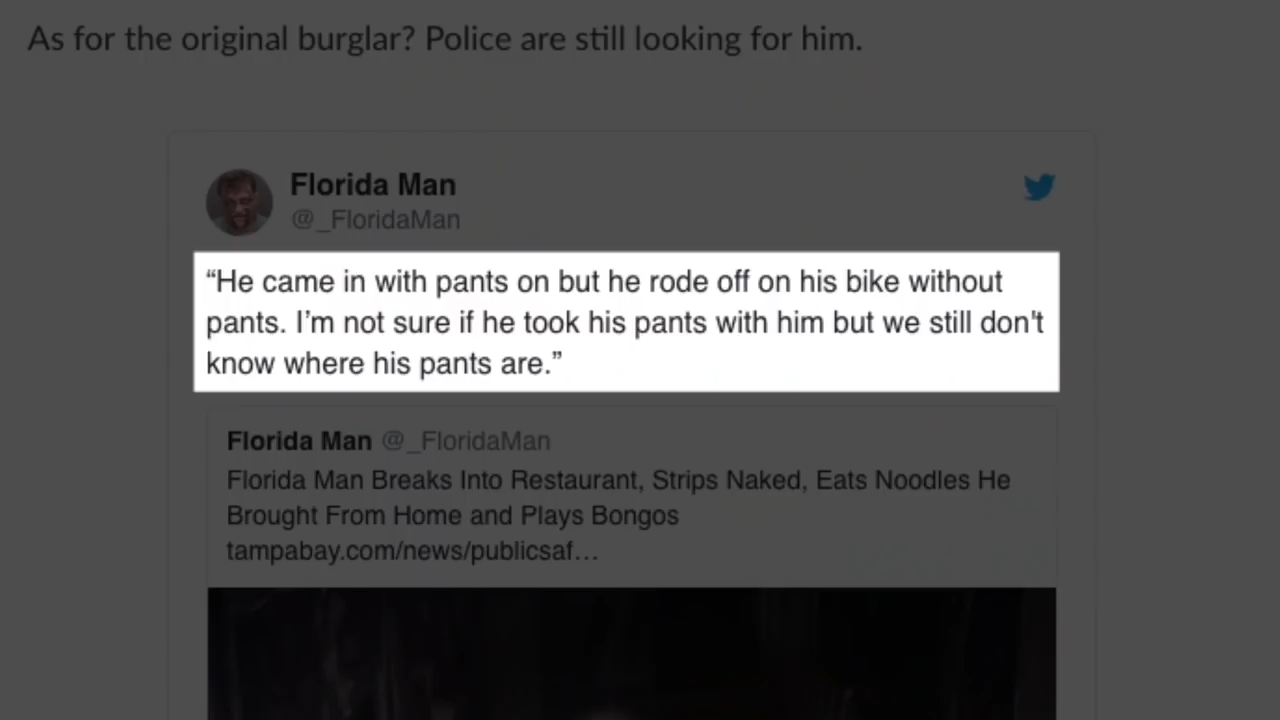 As for the original burglar? Police are still looking for him.
Florida Man
@_FloridaMan
“He came in with pants on but he rode off on his bike without
pants. I’m not sure if he took his pants with him but we still don't
know where his pants are.”
Florida Man @_FloridaMan
Florida Man Breaks Into Restaurant, Strips Naked, Eats Noodles He
Brought From Home and Plays Bongos
tampabay.com/news/publicsaf…